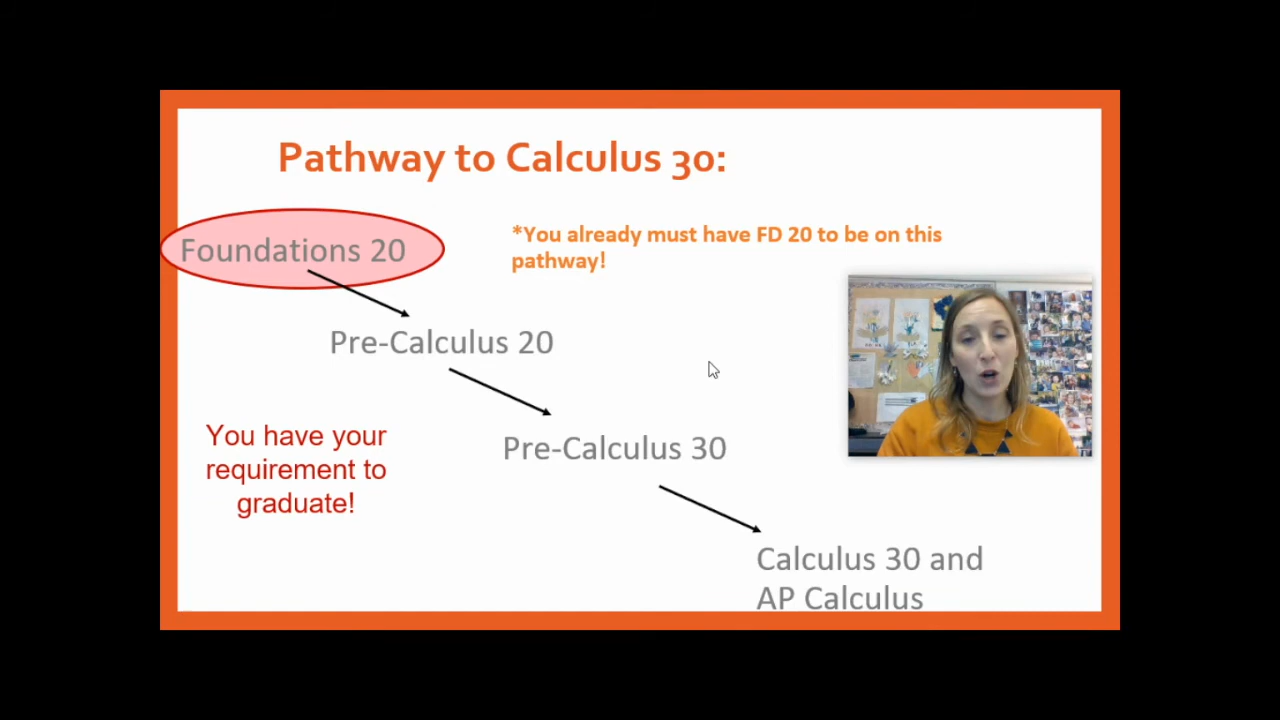 Pathway to Calculus 30:
Foundations 20
*You already must have FD 20 to be on this
pathway!
Pre-Calculus 20
You have your
requirement to
graduate!
Pre-Calculus 30
Calculus 30 and
AP Calculus